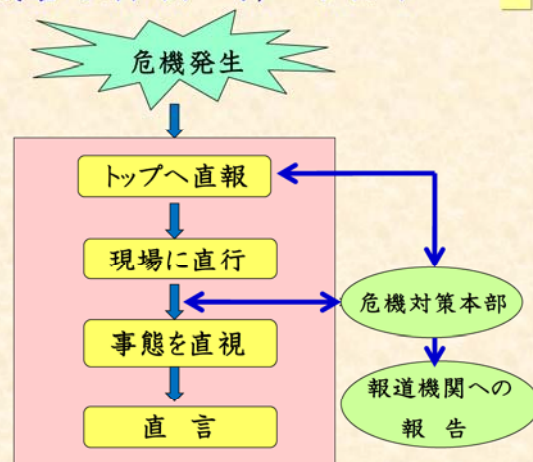 危機発生
トップへ直報
現場に直行
事態を直視
直言
危機対策本部
報道機関への
報告